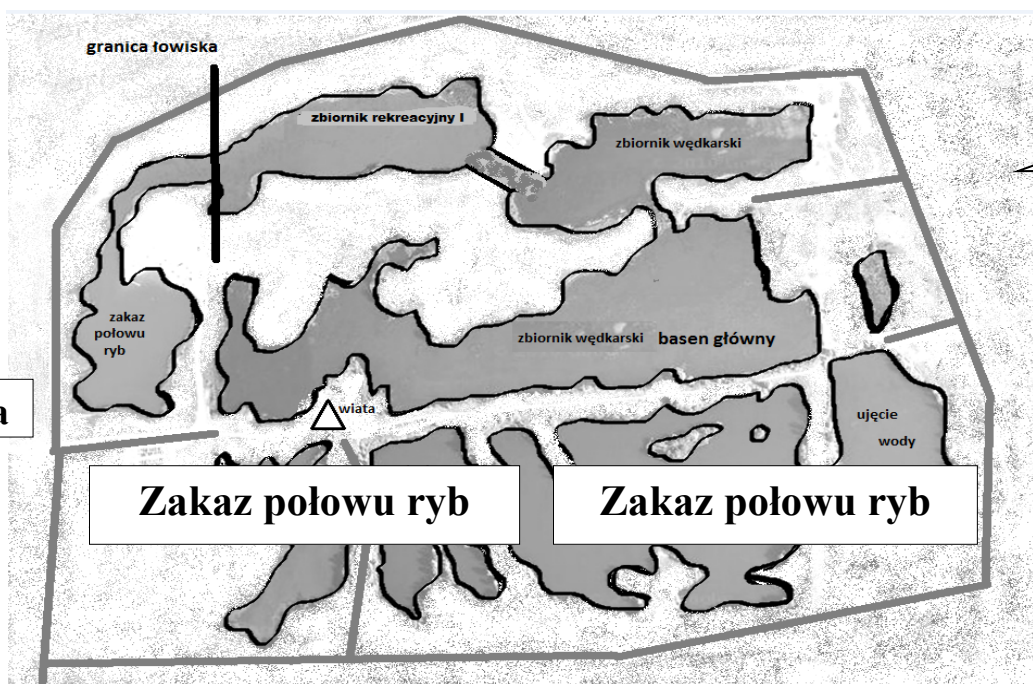 granica łowiska
zbiornik rekreacyjny I
zbiornik wędkarski
zakaz
połowu
ryb
zbiornik wędkarski basen główny
a
wiata
ujęcie
wody
Zakaz połowu ryb
Zakaz połowu ryb